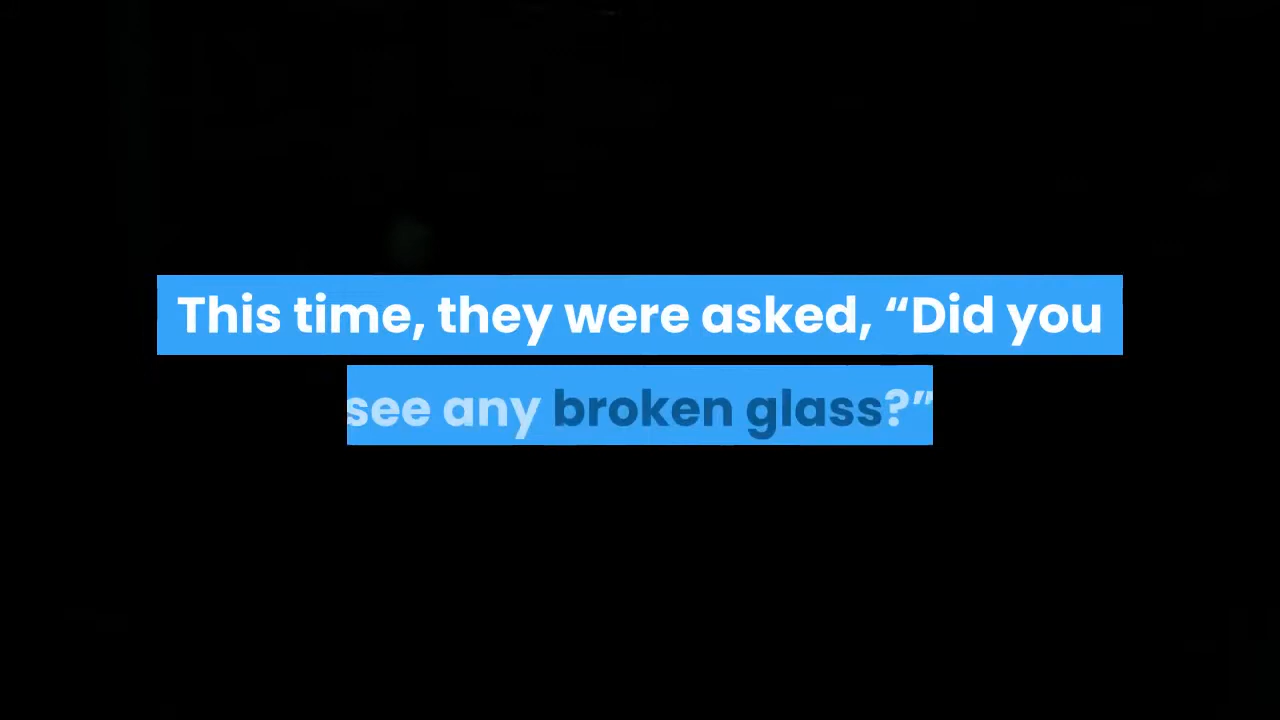 This time, they were asked, “Did you
see any broken glass?”